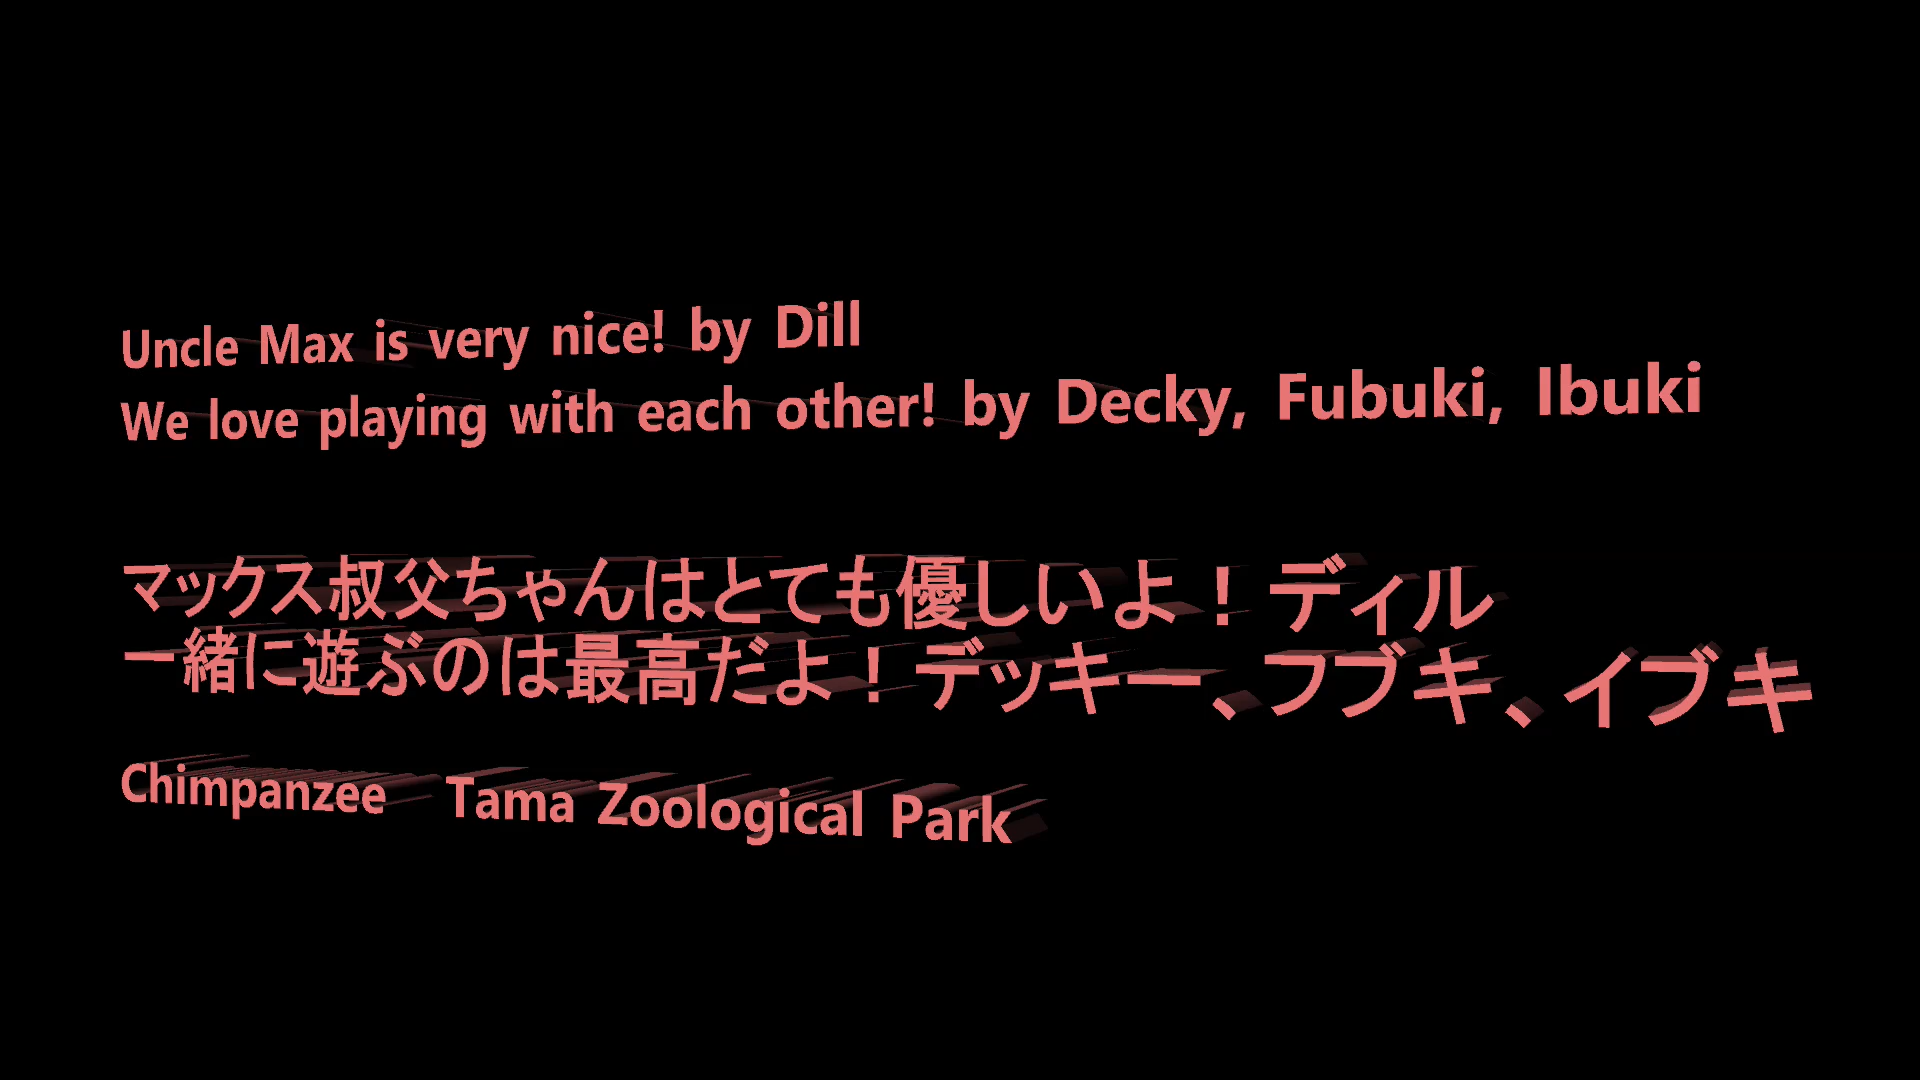 Uncle Max is very nice! by Dill
We love playing with each other! by Decky, Fubuki, Ibuki
マックス叔父ちゃんはとても優しいよ！ディル
一緒に遊ぶのは最高だよ！デッキー、フブキ、イブキ
Chimpanzee　Tama Zoological Park